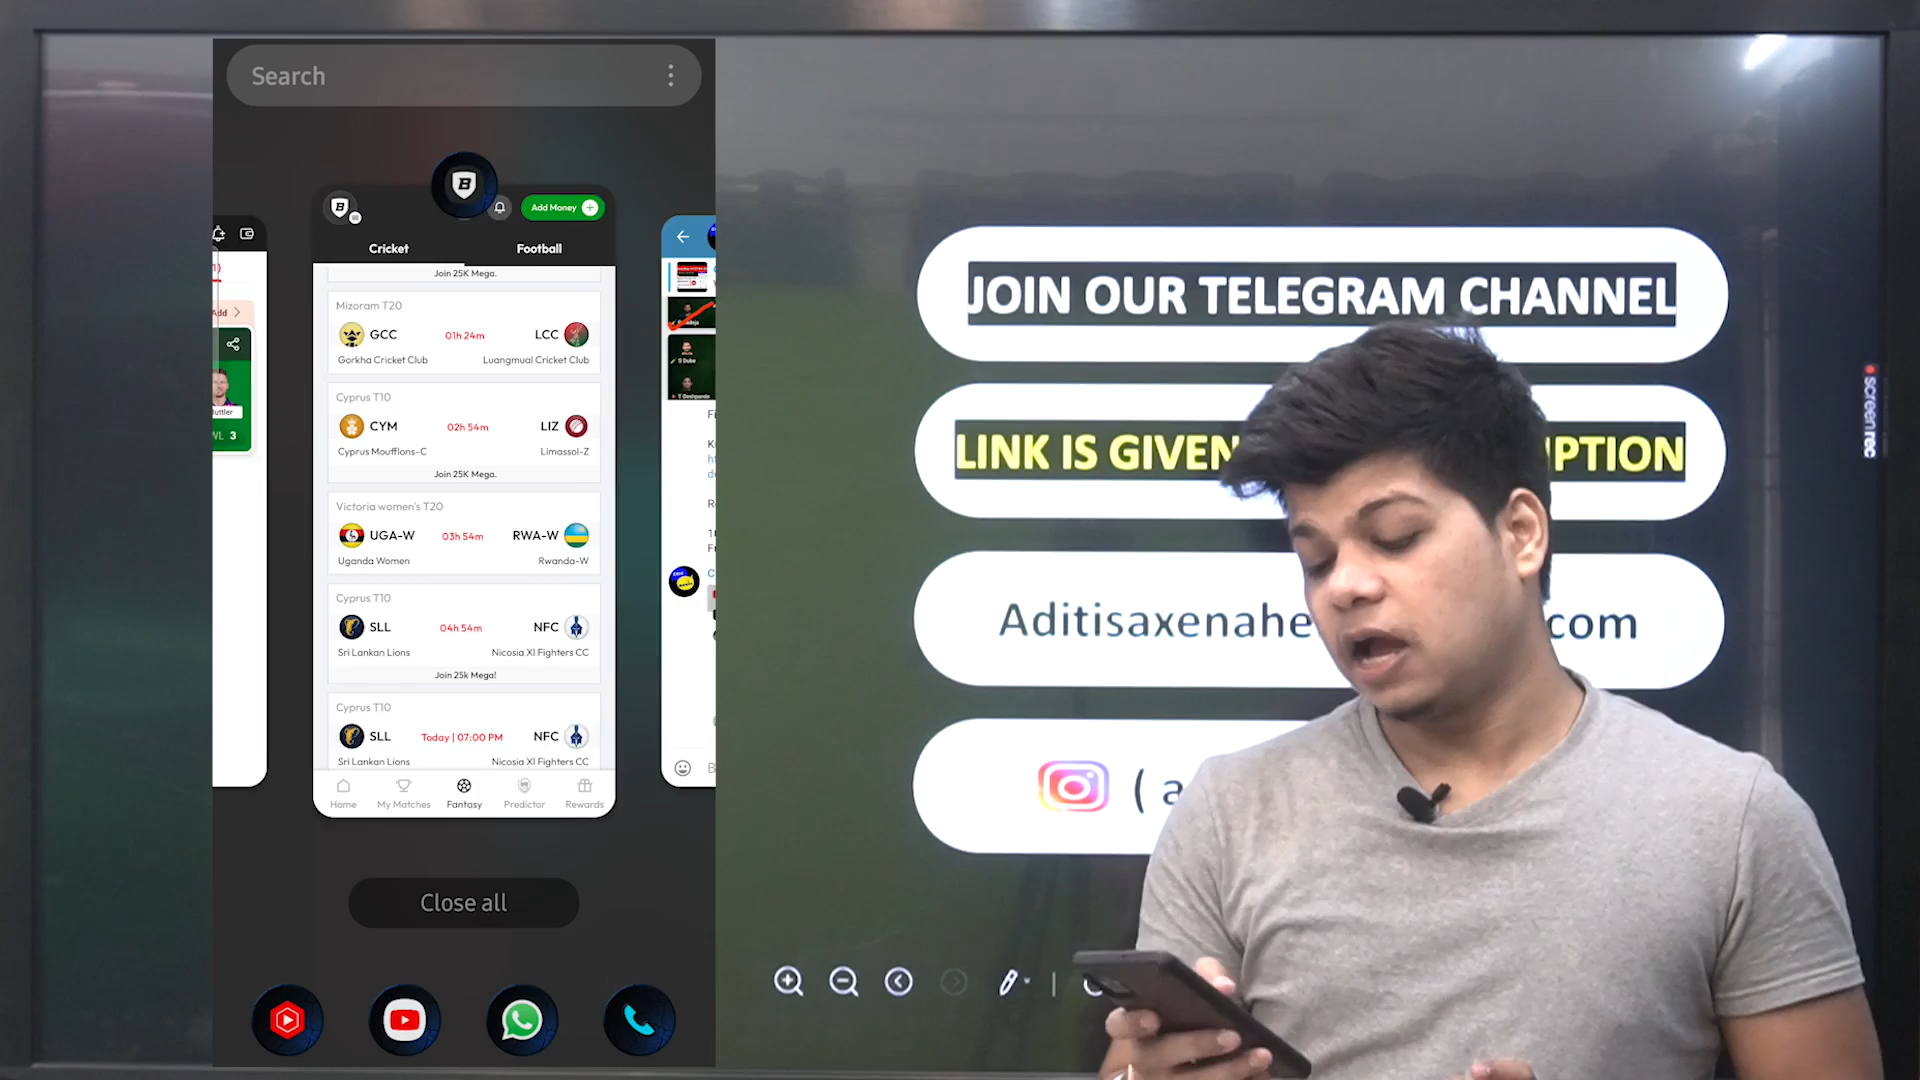 Search
Add Money
Cricket
Football
Join 25K Mega.
Mizoram T20
GCC
01h 24m
LCC
Gorkha Cricket Club
Luangmual Cricket Club
Cyprus T10
CYM
02h 54m
LIZ
Cyprus Moufflons-C
Limassol-Z
Join 25K Mega.
Victoria women's T20
UGA-W
03h 54m
RWA-W
Uganda Women
Rwanda-W
Cyprus T10
SLL
04h 54m
NFC
Sri Lankan Lions
Nicosia XI Fighters CC
Join 25k Mega!
Cyprus T10
SLL
Today | 07:00 PM
NFC
Sri Lankan Lions
Nicosia XI Fighters CC
Home
My Matches
Fantasy
Predictor
Rewards
Close all
S Dube
T Deshpande
WL 3
JOIN OUR TELEGRAM CHANNEL
LINK IS GIVEN
Aditisaxenahe
com
( a
screenrec